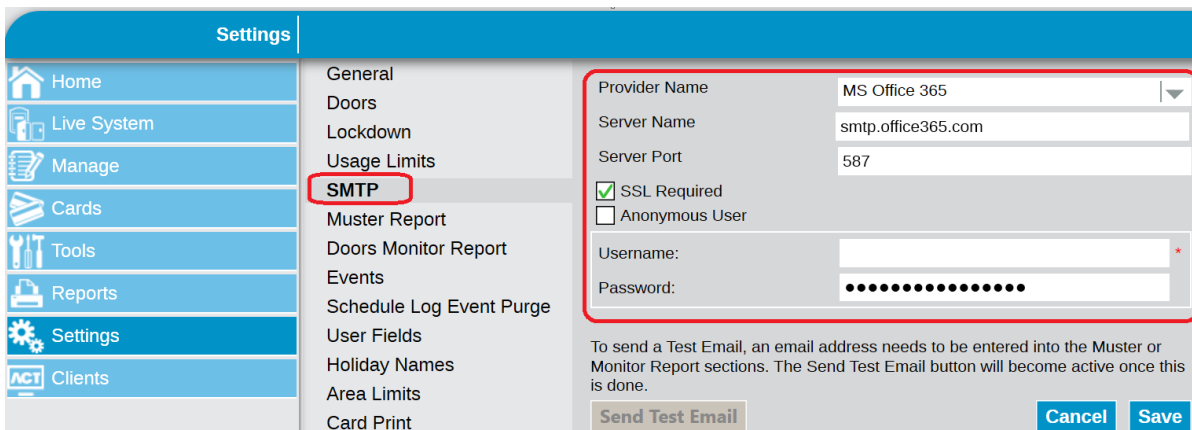 Settings
Home
Live System
Manage
Cards
Tools
Reports
Settings
ACT Clients
General
Doors
Lockdown
Usage Limits
SMTP
Muster Report
Doors Monitor Report
Events
Schedule Log Event Purge
User Fields
Holiday Names
Area Limits
Card Print
Provider Name MS Office 365
Server Name smtp.office365.com
Server Port 587
SSL Required
Anonymous User
Username: *
Password: ●●●●●●●●●●●●●●●●
To send a Test Email, an email address needs to be entered into the Muster or
Monitor Report sections. The Send Test Email button will become active once this
is done.
Send Test Email Cancel Save